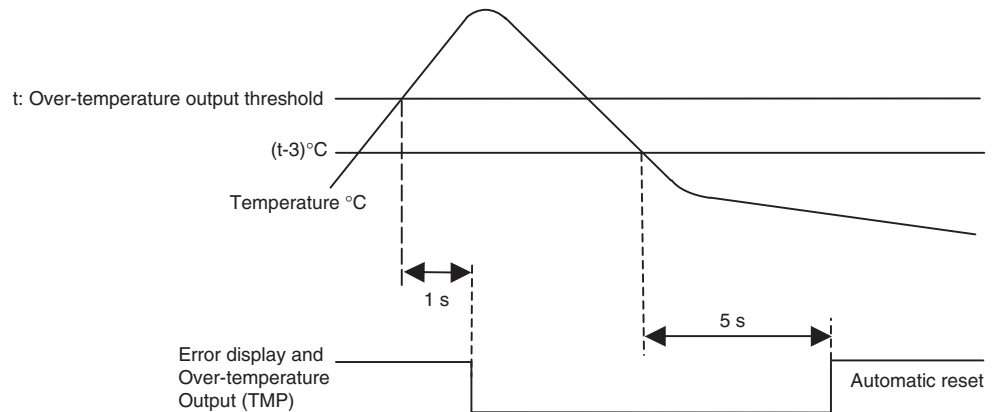 t: Over-temperature output threshold
(t-3)°C
Temperature °C
1 s
5 s
Error display and
Over-temperature
Output (TMP)
Automatic reset